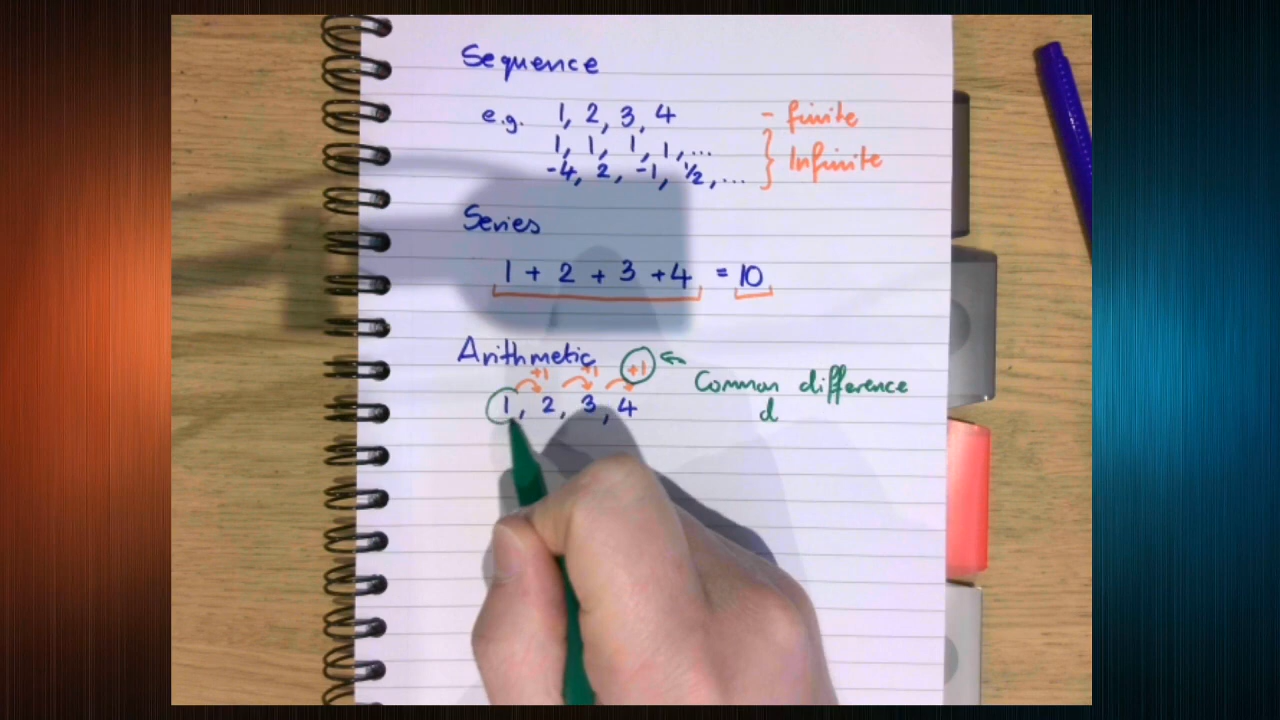 Sequence
e.g. 1, 2, 3, 4 - finite
1, 1, 1, 1, ...
-4, 2, -1, 1/2, ... } Infinite
Series
1 + 2 + 3 + 4 = 10
Arithmetic
+1 +1 +1
1, 2, 3, 4
Common difference
d